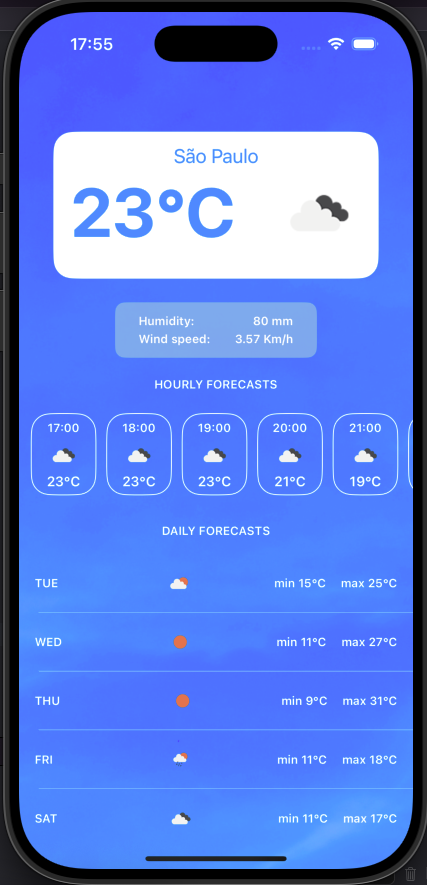 17:55
São Paulo
23°C
Humidity: 80 mm
Wind speed: 3.57 Km/h
HOURLY FORECASTS
17:00 18:00 19:00 20:00 21:00
23°C 23°C 23°C 21°C 19°C
DAILY FORECASTS
TUE min 15°C max 25°C
WED min 11°C max 27°C
THU min 9°C max 31°C
FRI min 11°C max 18°C
SAT min 11°C max 17°C